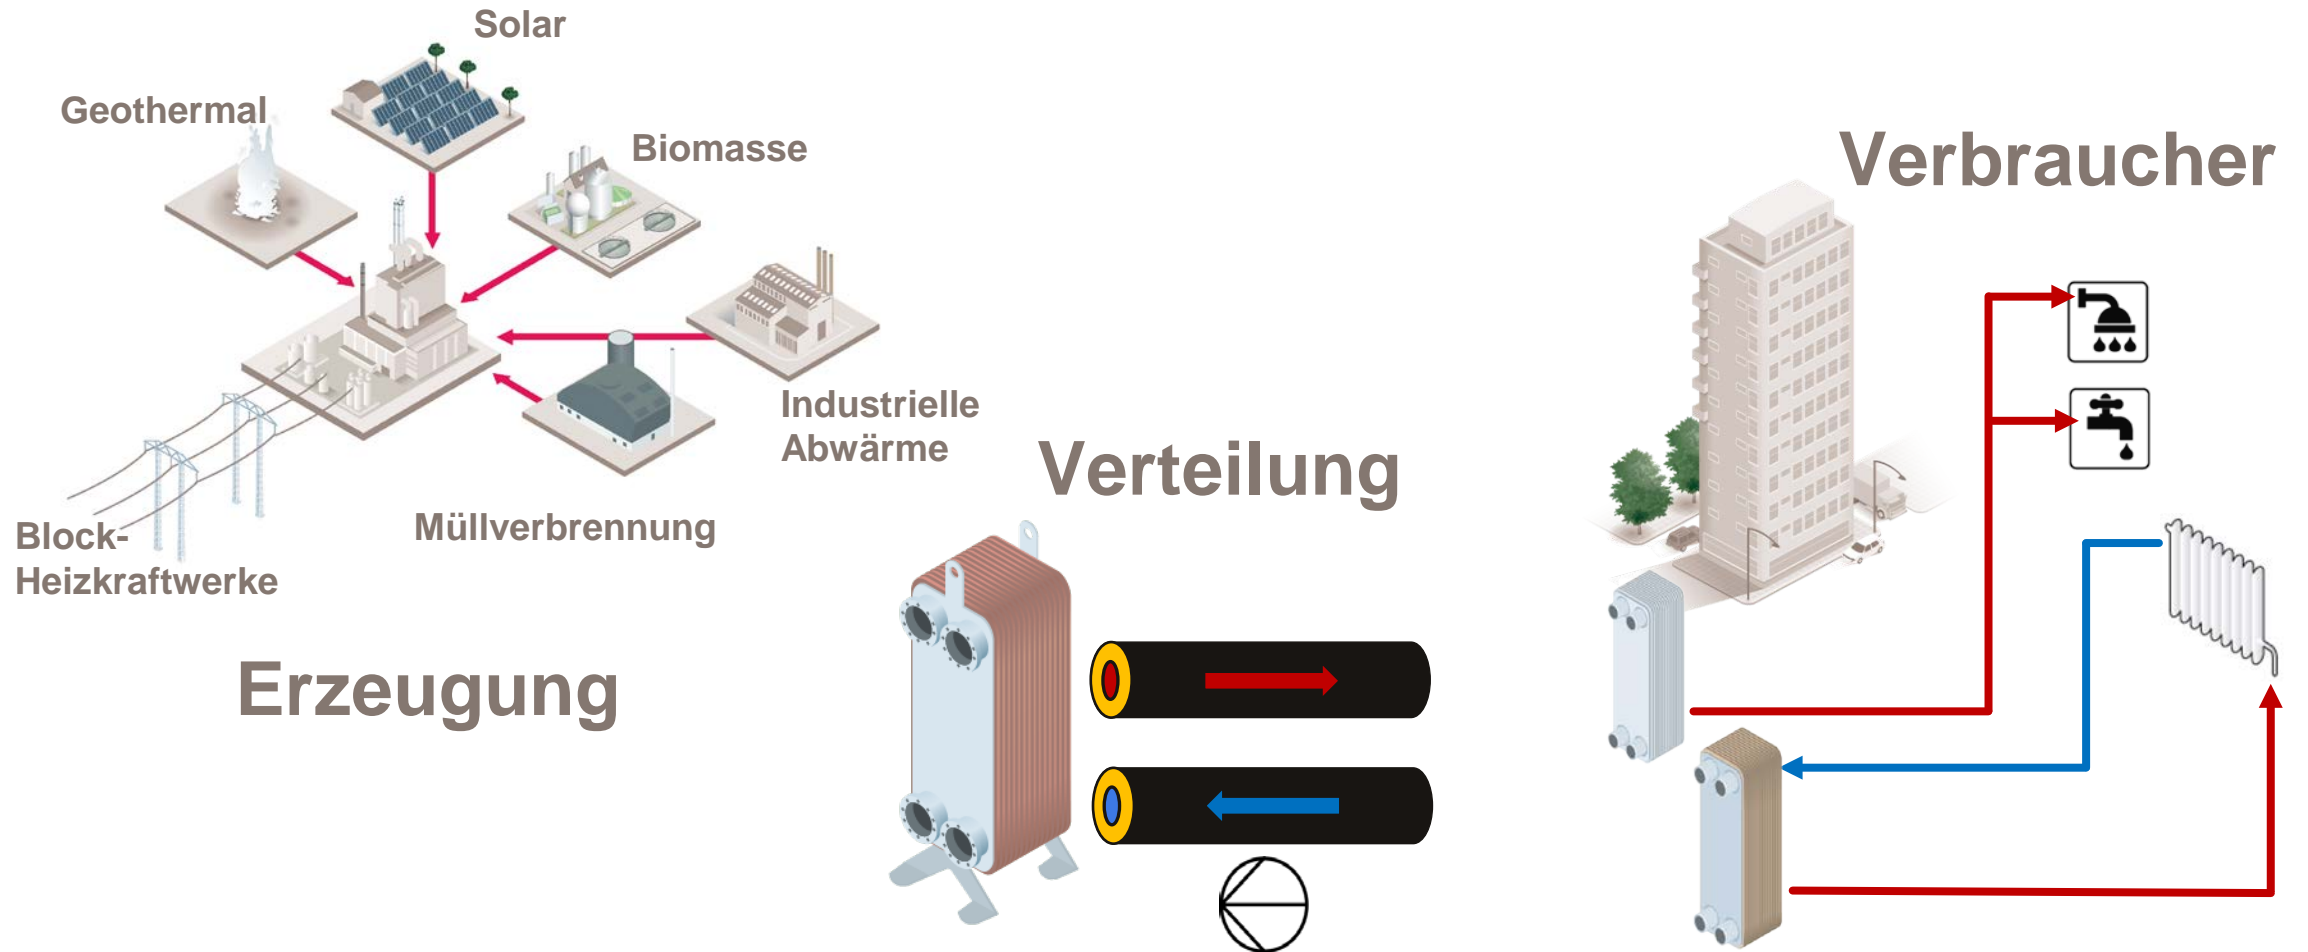 Solar
Geothermal
Biomasse
Verbraucher
Industrielle
Abwärme
Verteilung
Müllverbrennung
Block-
Heizkraftwerke
Erzeugung